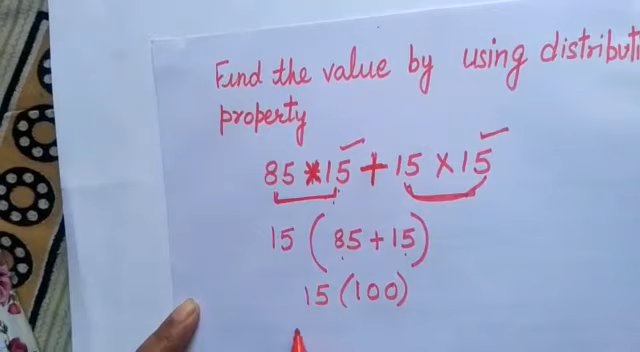 Find the value by using distributi
property
85 * 15 + 15 × 15
15 ( 85 + 15 )
15 (100)